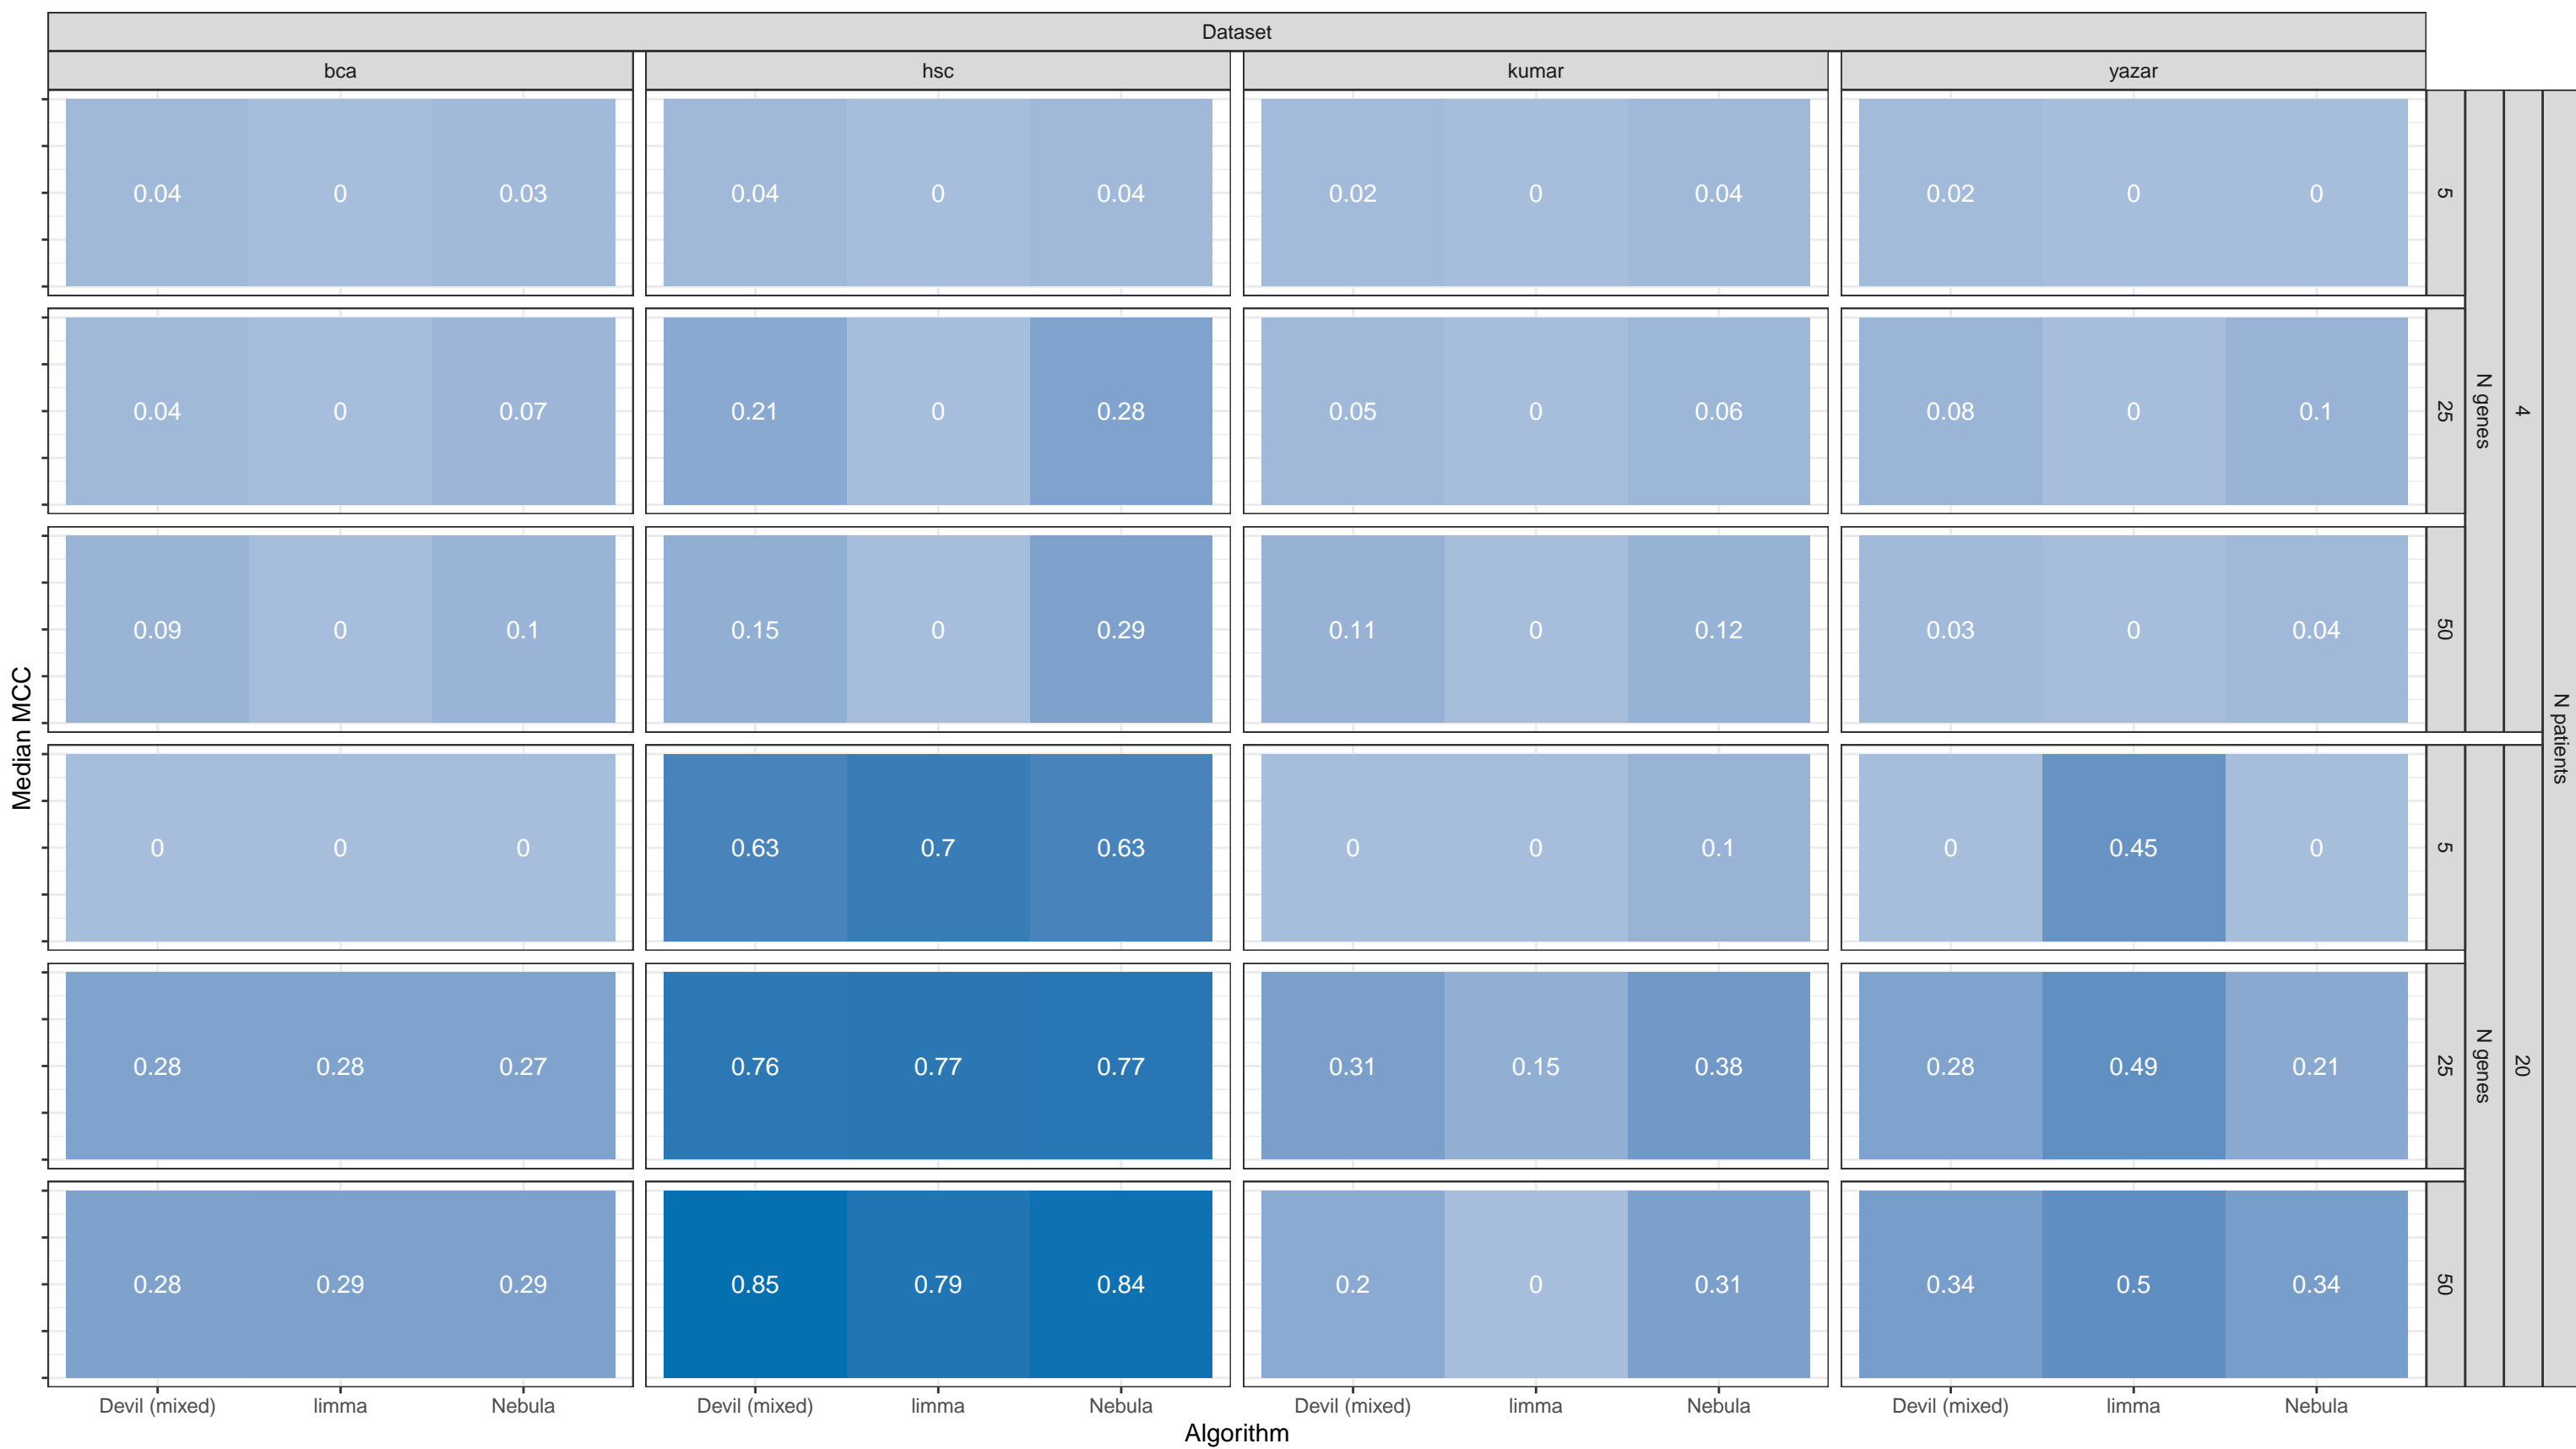 Dataset
bca hsc kumar yazar
0.04 0 0.03 0.04 0 0.04 0.02 0 0.04 0.02 0 0 5
0.04 0 0.07 0.21 0 0.28 0.05 0 0.06 0.08 0 0.1 25 N genes 4
0.09 0 0.1 0.15 0 0.29 0.11 0 0.12 0.03 0 0.04 50
Median MCC
N patients
0 0 0 0.63 0.7 0.63 0 0 0.1 0 0.45 0 5
0.28 0.28 0.27 0.76 0.77 0.77 0.31 0.15 0.38 0.28 0.49 0.21 25 N genes 20
0.28 0.29 0.29 0.85 0.79 0.84 0.2 0 0.31 0.34 0.5 0.34 50
Devil (mixed) limma Nebula Devil (mixed) limma Nebula Devil (mixed) limma Nebula Devil (mixed) limma Nebula
Algorithm